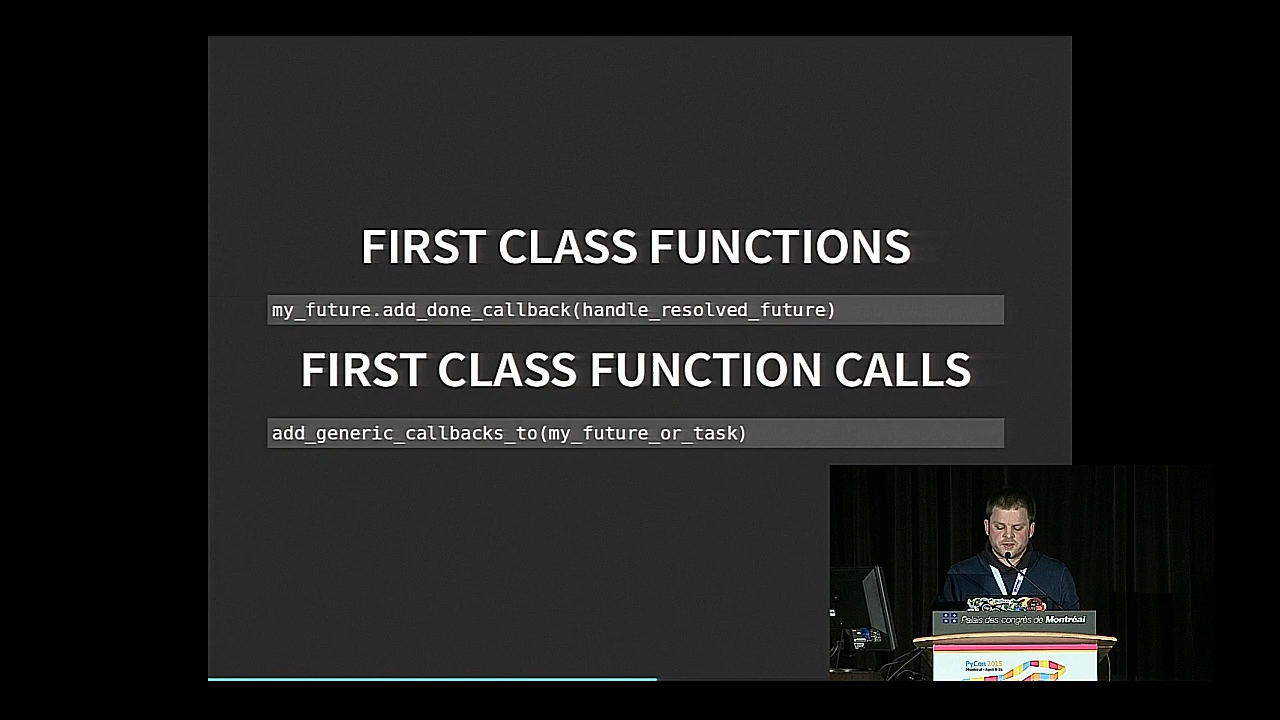 FIRST CLASS FUNCTIONS
my_future.add_done_callback(handle_resolved_future)
FIRST CLASS FUNCTION CALLS
add_generic_callbacks_to(my_future_or_task)
Palais des congrès de Montréal
PyCon 2015